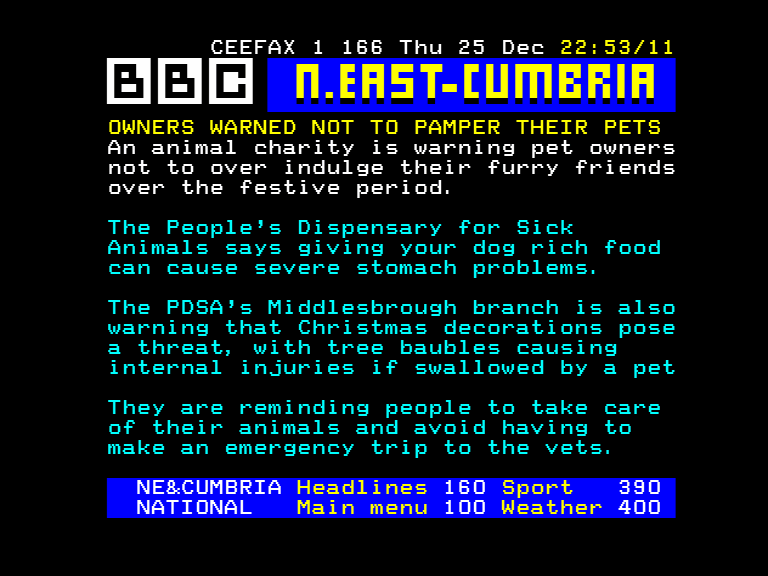 CEEFAX 1 166 Thu 25 Dec 22:53/11
BBC N.EAST-CUMBRIA
OWNERS WARNED NOT TO PAMPER THEIR PETS
An animal charity is warning pet owners
not to over indulge their furry friends
over the festive period.
The People's Dispensary for Sick
Animals says giving your dog rich food
can cause severe stomach problems.
The PDSA's Middlesbrough branch is also
warning that Christmas decorations pose
a threat, with tree baubles causing
internal injuries if swallowed by a pet
They are reminding people to take care
of their animals and avoid having to
make an emergency trip to the vets.
NE&CUMBRIA Headlines 160 Sport 390
NATIONAL Main menu 100 Weather 400